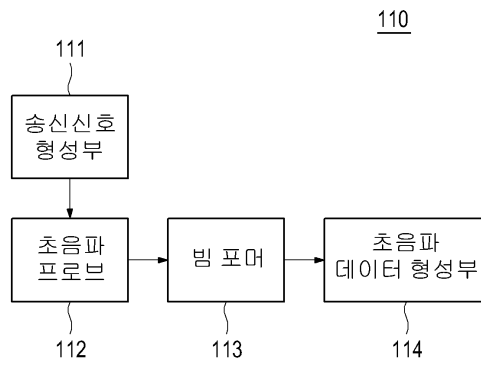 110
111
송신신호
형성부
초음파
프로브
빔 포머
초음파
데이터 형성부
112
113
114